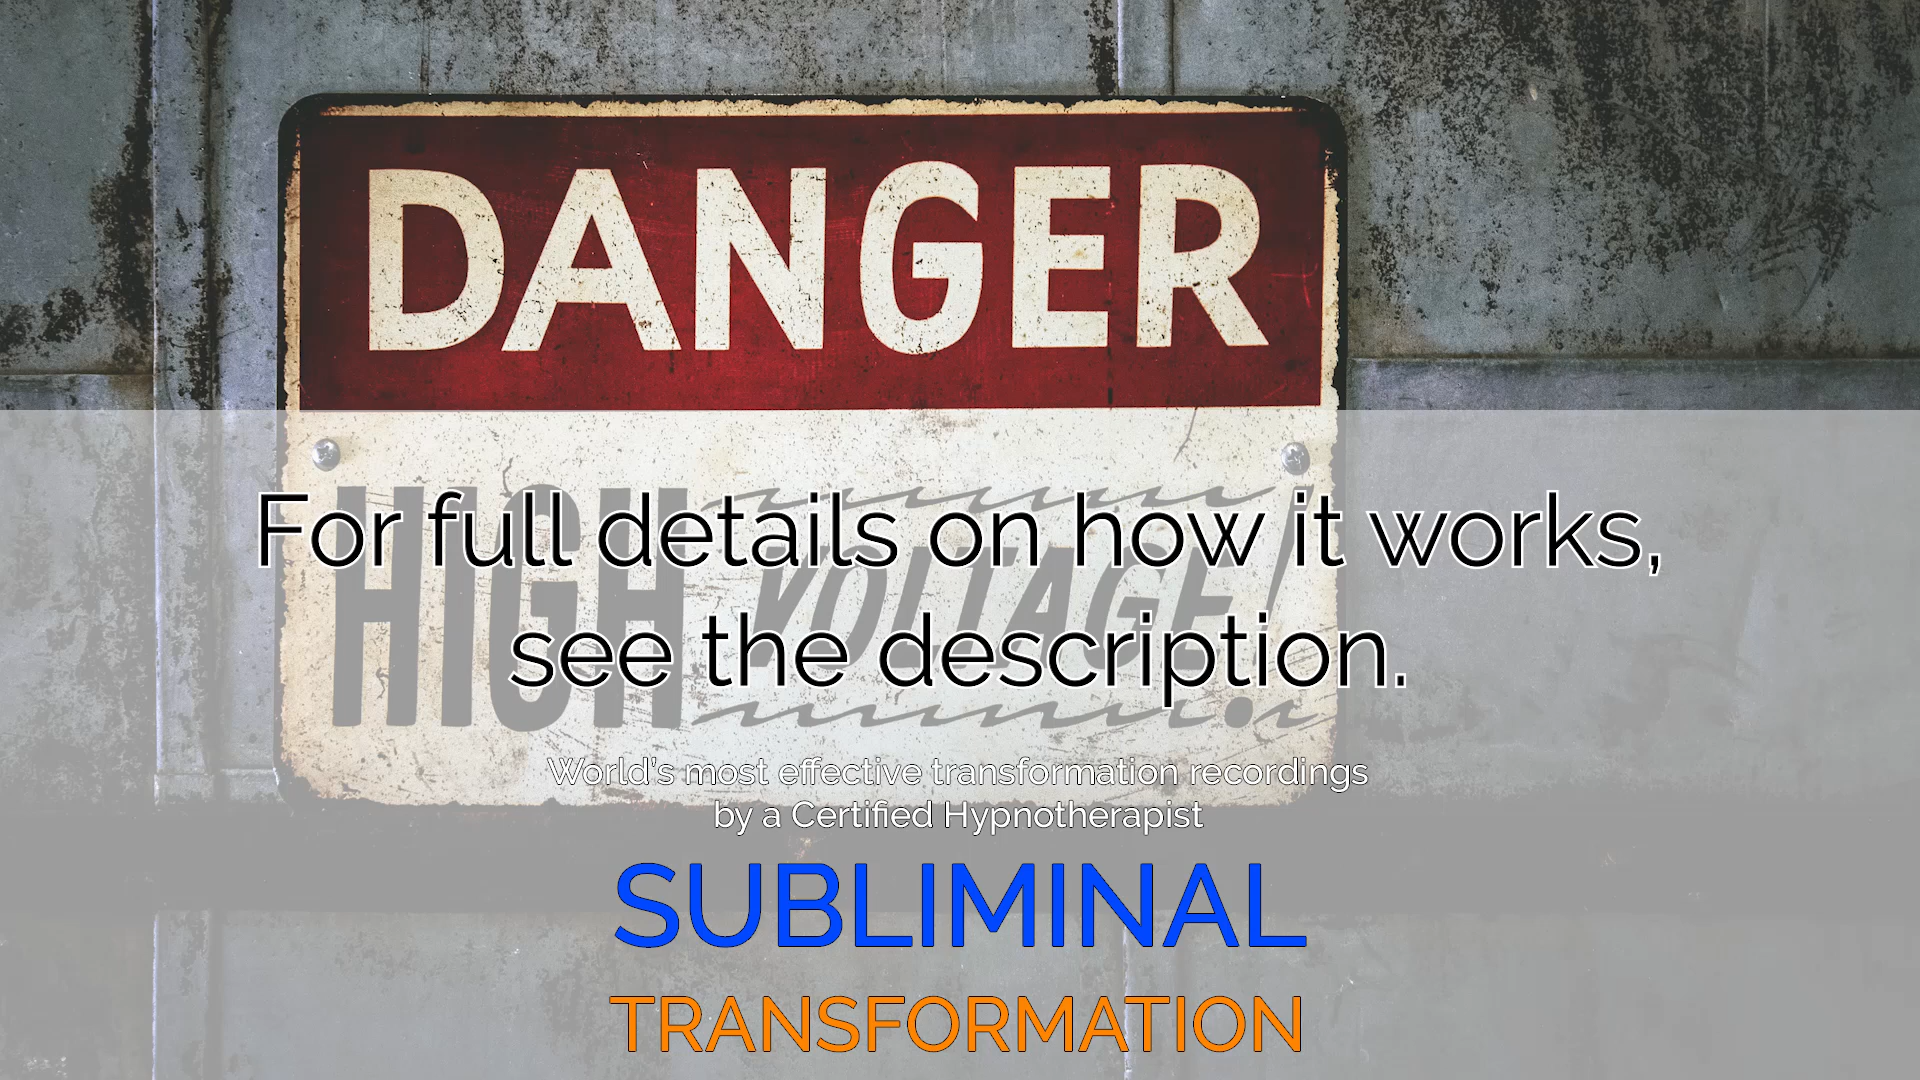 DANGER
HIGH VOLTAGE!
For full details on how it works,
see the description.
World's most effective transformation recordings
by a Certified Hypnotherapist
SUBLIMINAL
TRANSFORMATION